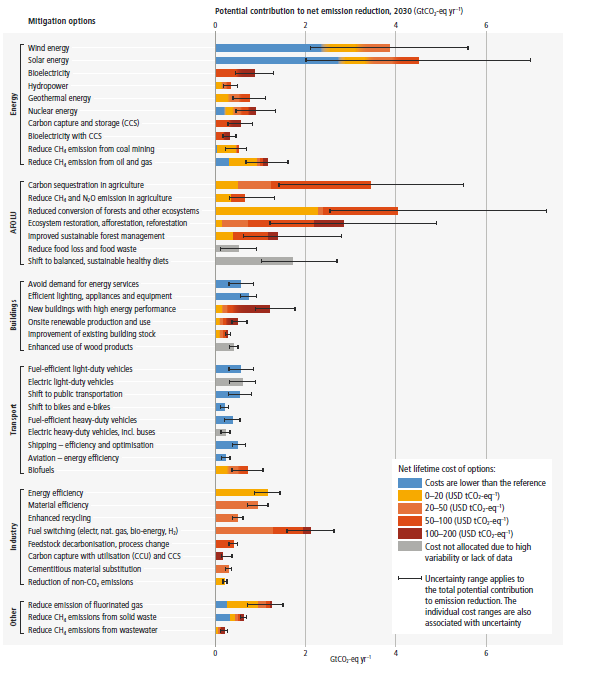 Potential contribution to net emission reduction, 2030 (GtCO₂-eq yr⁻¹)
Mitigation options
0 2 4 6
Energy
Wind energy
Solar energy
Bioelectricity
Hydropower
Geothermal energy
Nuclear energy
Carbon capture and storage (CCS)
Bioelectricity with CCS
Reduce CH₄ emission from coal mining
Reduce CH₄ emission from oil and gas
AFOLU
Carbon sequestration in agriculture
Reduce CH₄ and N₂O emission in agriculture
Reduced conversion of forests and other ecosystems
Ecosystem restoration, afforestation, reforestation
Improved sustainable forest management
Reduce food loss and food waste
Shift to balanced, sustainable healthy diets
Buildings
Avoid demand for energy services
Efficient lighting, appliances and equipment
New buildings with high energy performance
Onsite renewable production and use
Improvement of existing building stock
Enhanced use of wood products
Transport
Fuel-efficient light-duty vehicles
Electric light-duty vehicles
Shift to public transportation
Shift to bikes and e-bikes
Fuel-efficient heavy-duty vehicles
Electric heavy-duty vehicles, incl. buses
Shipping – efficiency and optimisation
Aviation – energy efficiency
Biofuels
Industry
Energy efficiency
Material efficiency
Enhanced recycling
Fuel switching (electr, nat. gas, bio-energy, H₂)
Feedstock decarbonisation, process change
Carbon capture with utilisation (CCU) and CCS
Cementitious material substitution
Reduction of non-CO₂ emissions
Other
Reduce emission of fluorinated gas
Reduce CH₄ emissions from solid waste
Reduce CH₄ emissions from wastewater
0 2 4 6
GtCO₂-eq yr⁻¹
Net lifetime cost of options:
Costs are lower than the reference
0–20 (USD tCO₂-eq⁻¹)
20–50 (USD tCO₂-eq⁻¹)
50–100 (USD tCO₂-eq⁻¹)
100–200 (USD tCO₂-eq⁻¹)
Cost not allocated due to high
variability or lack of data
Uncertainty range applies to
the total potential contribution
to emission reduction. The
individual cost ranges are also
associated with uncertainty